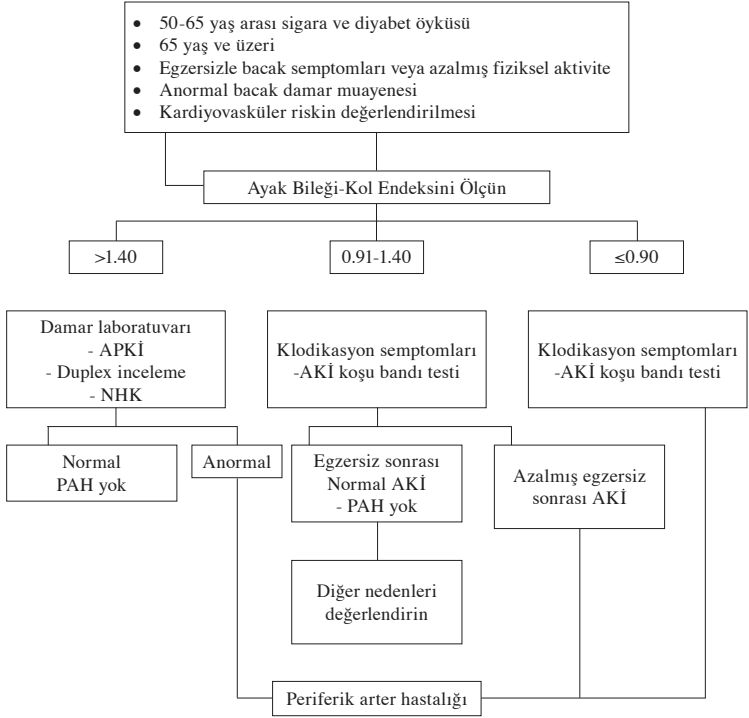 • 50-65 yaş arası sigara ve diyabet öyküsü
• 65 yaş ve üzeri
• Egzersizle bacak semptomları veya azalmış fiziksel aktivite
• Anormal bacak damar muayenesi
• Kardiyovasküler riskin değerlendirilmesi
Ayak Bileği-Kol Endeksini Ölçün
>1.40
0.91-1.40
≤0.90
Damar laboratuvarı
- APKİ
- Duplex inceleme
- NHK
Klodikasyon semptomları
-AKİ koşu bandı testi
Klodikasyon semptomları
-AKİ koşu bandı testi
Normal
PAH yok
Anormal
Egzersiz sonrası
Normal AKİ
- PAH yok
Azalmış egzersiz
sonrası AKİ
Diğer nedenleri
değerlendirin
Periferik arter hastalığı